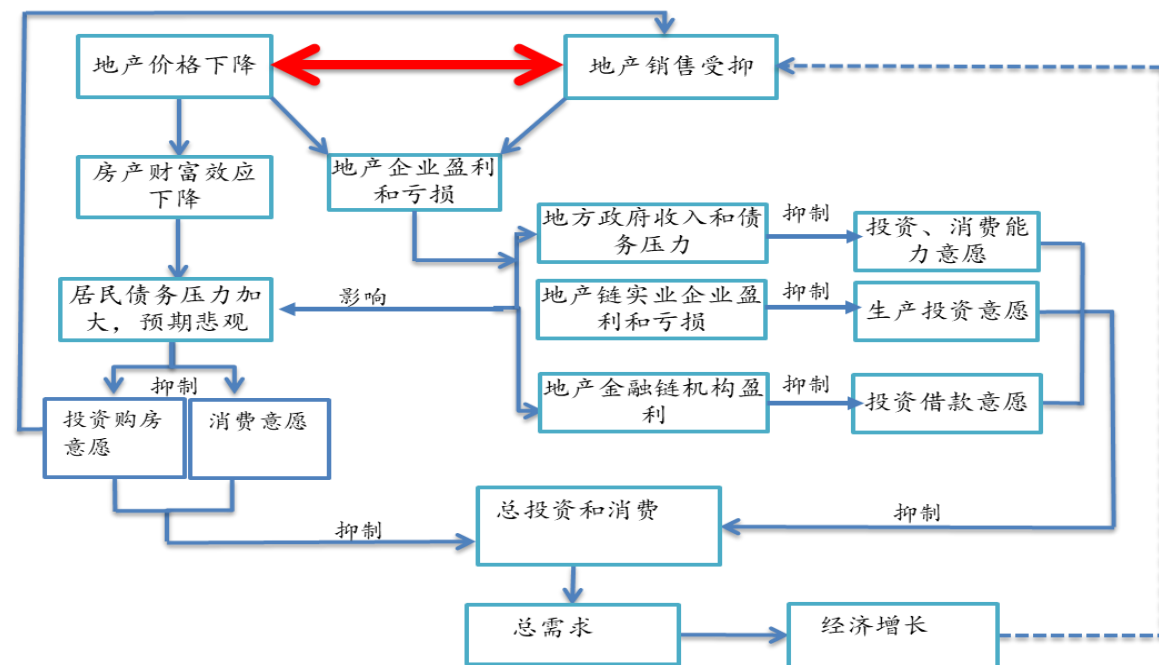 地产价格下降
地产销售受抑
房产财富效应
下降
地产企业盈利
和亏损
地方政府收入和债
务压力
抑制
投资、消费能
力意愿
居民债务压力加
大，预期悲观
影响
地产链实业企业盈
利和亏损
抑制
生产投资意愿
抑制
地产金融链机构盈
利
抑制
投资借款意愿
投资购房
意愿
消费意愿
总投资和消费
抑制
抑制
总需求
经济增长